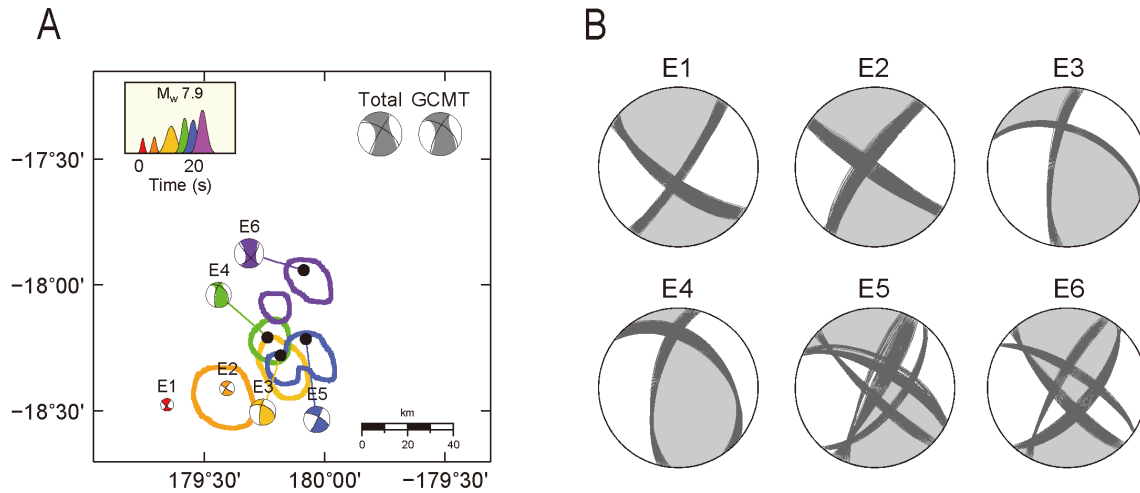 A
B
M_w 7.9
0 20
Time (s)
Total GCMT
−17°30'
−18°00'
−18°30'
E6
E4
E2
E1
E3
E5
km
0 20 40
179°30' 180°00' −179°30'
E1 E2 E3
E4 E5 E6